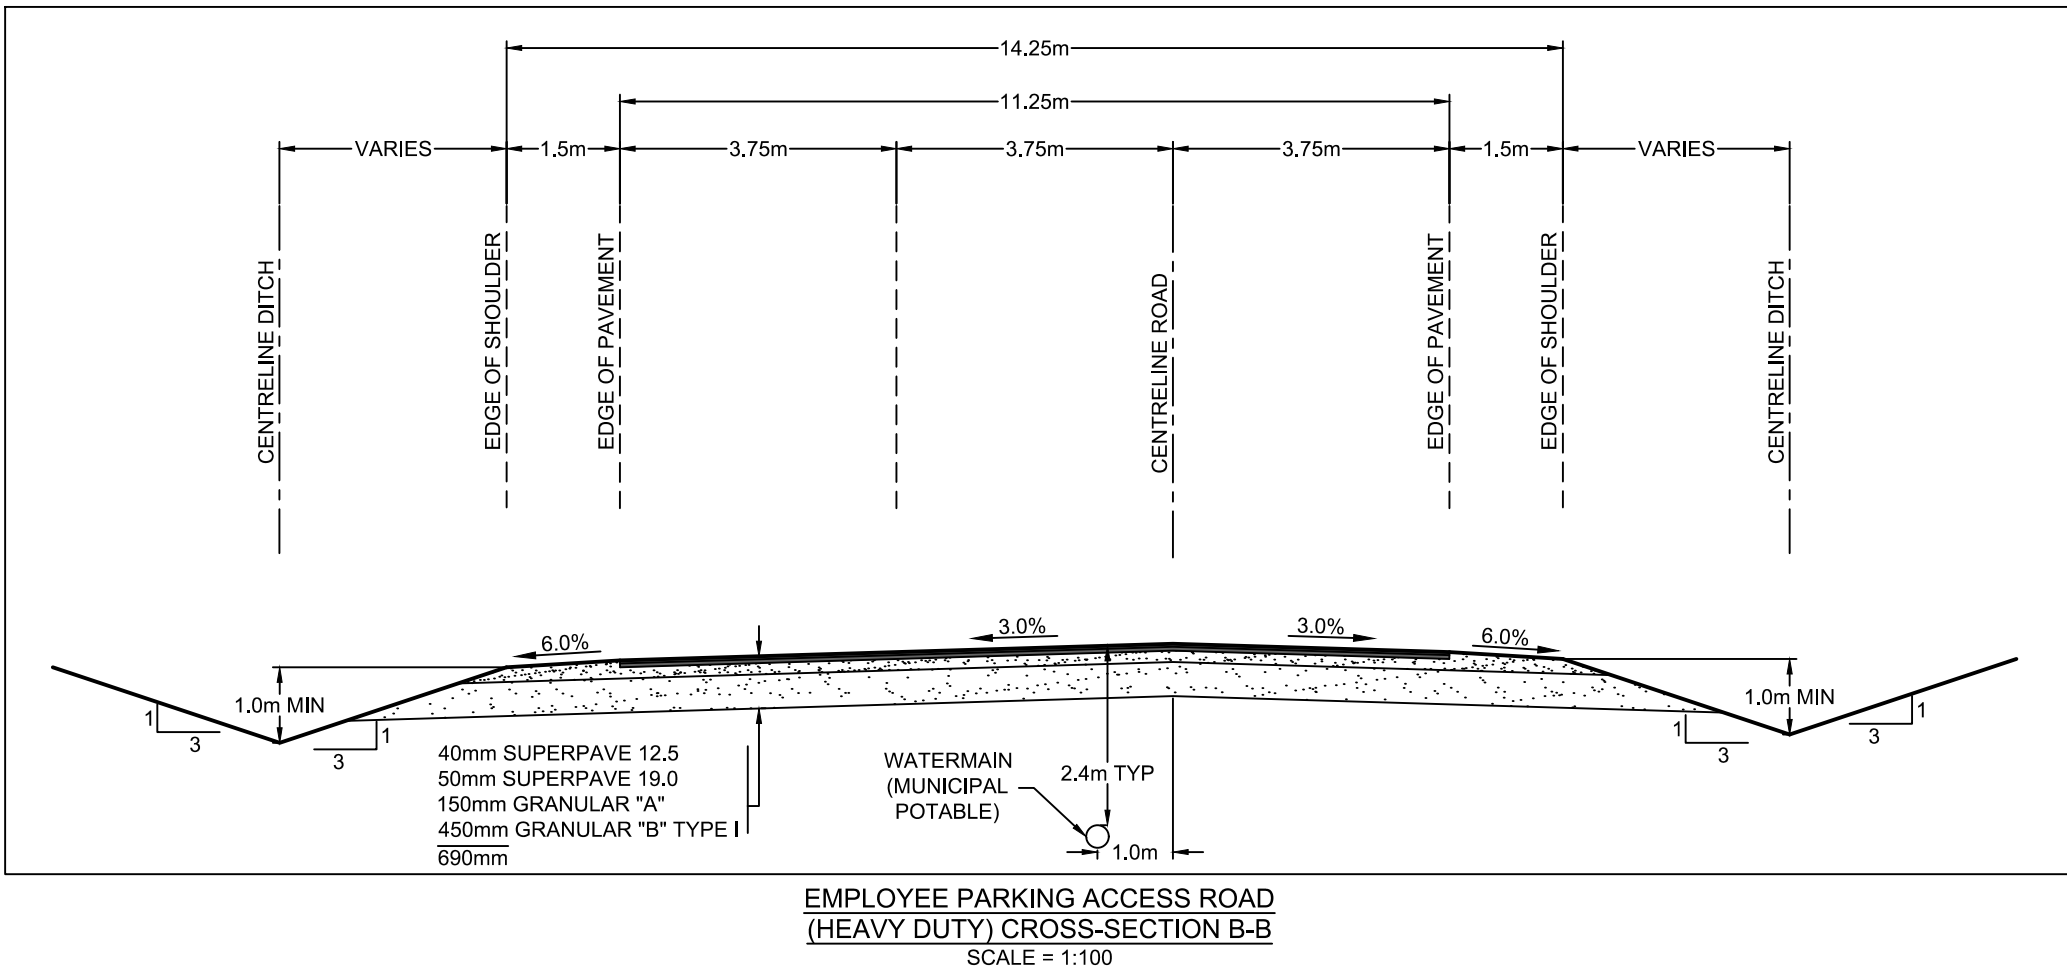 14.25m
11.25m
VARIES
1.5m
3.75m
3.75m
3.75m
1.5m
VARIES
CENTRELINE DITCH
EDGE OF SHOULDER
EDGE OF PAVEMENT
CENTRELINE ROAD
EDGE OF PAVEMENT
EDGE OF SHOULDER
CENTRELINE DITCH
6.0%
3.0%
3.0%
6.0%
1.0m MIN
1.0m MIN
1
3
1
3
1
3
1
3
40mm SUPERPAVE 12.5
50mm SUPERPAVE 19.0
150mm GRANULAR "A"
450mm GRANULAR "B" TYPE I
690mm
WATERMAIN
(MUNICIPAL
POTABLE)
2.4m TYP
1.0m
EMPLOYEE PARKING ACCESS ROAD
(HEAVY DUTY) CROSS-SECTION B-B
SCALE = 1:100